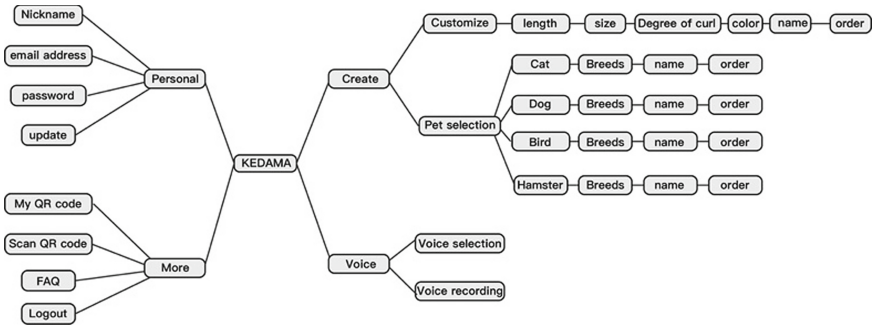 Nickname
email address
password
update
Personal
My QR code
Scan QR code
FAQ
Logout
More
KEDAMA
Create
Customize length size Degree of curl color name order
Pet selection
Cat Breeds name order
Dog Breeds name order
Bird Breeds name order
Hamster Breeds name order
Voice
Voice selection
Voice recording